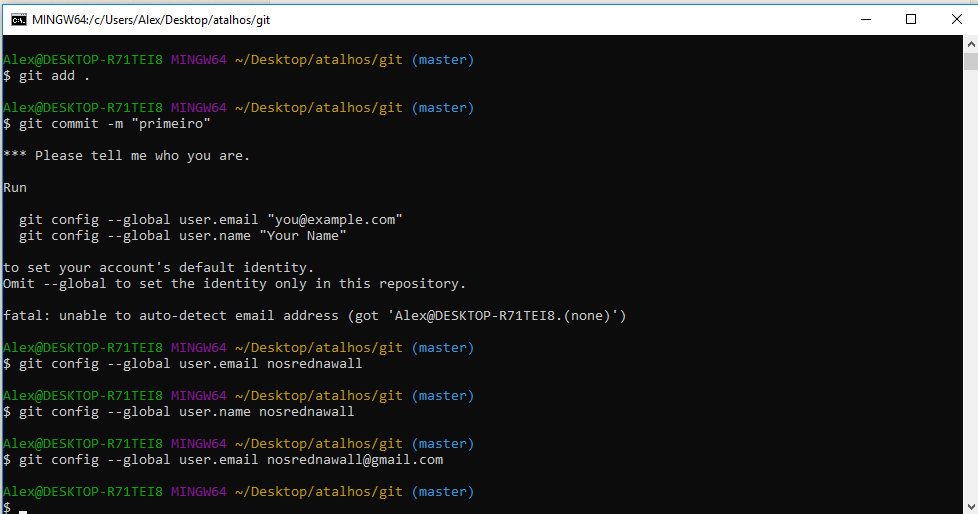 MINGW64:/c/Users/Alex/Desktop/atalhos/git
Alex@DESKTOP-R71TEI8 MINGW64 ~/Desktop/atalhos/git (master)
$ git add .
Alex@DESKTOP-R71TEI8 MINGW64 ~/Desktop/atalhos/git (master)
$ git commit -m "primeiro"
*** Please tell me who you are.
Run
git config --global user.email "you@example.com"
git config --global user.name "Your Name"
to set your account's default identity.
Omit --global to set the identity only in this repository.
fatal: unable to auto-detect email address (got 'Alex@DESKTOP-R71TEI8.(none)')
Alex@DESKTOP-R71TEI8 MINGW64 ~/Desktop/atalhos/git (master)
$ git config --global user.email nosrednawall
Alex@DESKTOP-R71TEI8 MINGW64 ~/Desktop/atalhos/git (master)
$ git config --global user.name nosrednawall
Alex@DESKTOP-R71TEI8 MINGW64 ~/Desktop/atalhos/git (master)
$ git config --global user.email nosrednawall@gmail.com
Alex@DESKTOP-R71TEI8 MINGW64 ~/Desktop/atalhos/git (master)
$